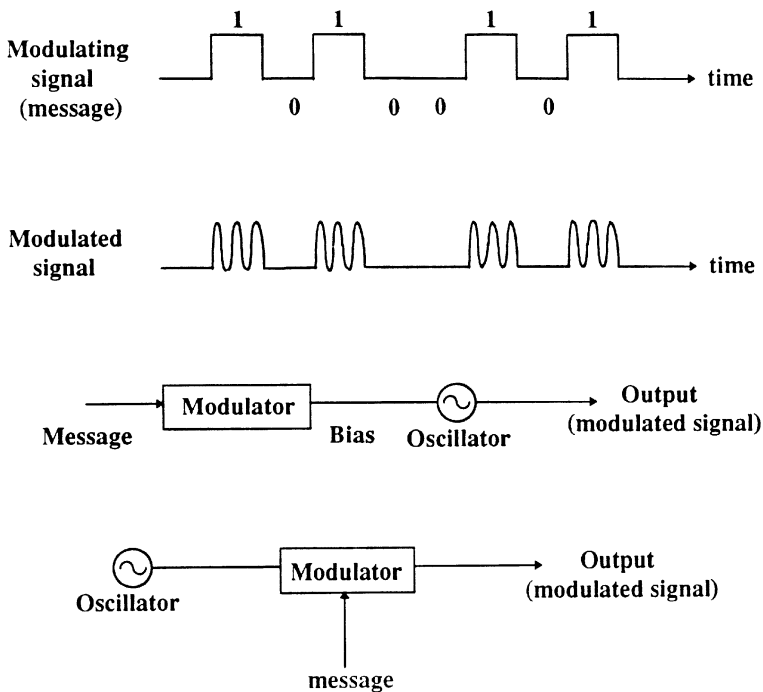 1 1 1 1
Modulating
signal
(message)
time
0 0 0 0
Modulated
signal
time
Modulator
Message
Bias
Oscillator
Output
(modulated signal)
Oscillator
Modulator
Output
(modulated signal)
message